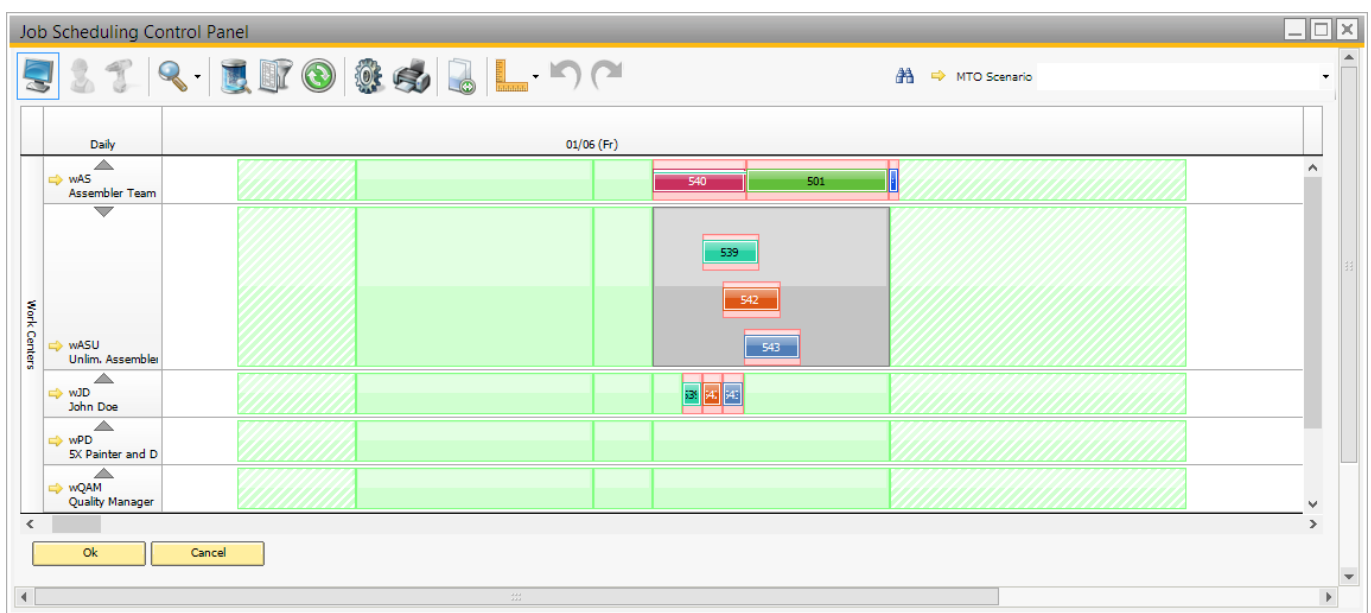 Job Scheduling Control Panel
MTO Scenario
Daily
01/06 (Fr)
wAS
Assembler Team
540
501
539
542
543
Work Centers
wASU
Unlim. Assembler
wJD
John Doe
wPD
5X Painter and D
wQAM
Quality Manager
Ok
Cancel